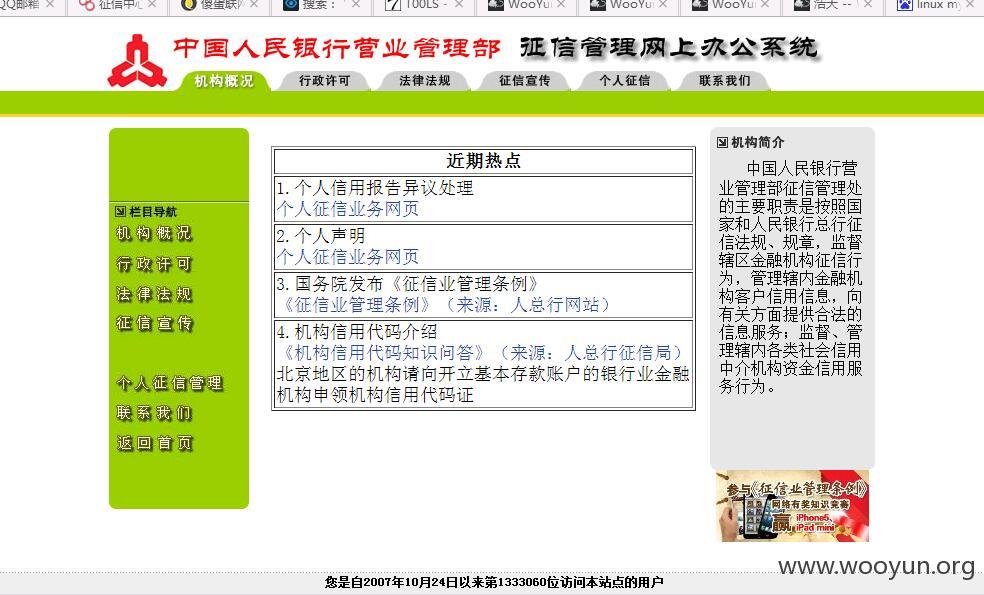 QQ邮箱
征信中心
傻蛋联网
搜索:
T00LS -
WooYun
WooYun
WooYun
浩天 --
linux my
中国人民银行营业管理部 征信管理网上办公系统
机构概况
行政许可
法律法规
征信宣传
个人征信
联系我们
栏目导航
机构概况
行政许可
法律法规
征信宣传
个人征信管理
联系我们
返回首页
近期热点
1.个人信用报告异议处理
个人征信业务网页
2.个人声明
个人征信业务网页
3.国务院发布《征信业管理条例》
《征信业管理条例》（来源：人总行网站）
4.机构信用代码介绍
《机构信用代码知识问答》（来源：人总行征信局）
北京地区的机构请向开立基本存款账户的银行业金融
机构申领机构信用代码证
机构简介
中国人民银行营
业管理部征信管理处
的主要职责是按照国
家和人民银行总行征
信法规、规章，监督
辖区金融机构征信行
为，管理辖内金融机
构客户信用信息，向
有关方面提供合法的
信息服务；监督、管
理辖内各类社会信用
中介机构资金信用服
务行为。
参与《征信业管理条例》
网络有奖知识竞赛
赢 iPhone5、
iPad mini
www.wooyun.org
您是自2007年10月24日以来第1333060位访问本站点的用户